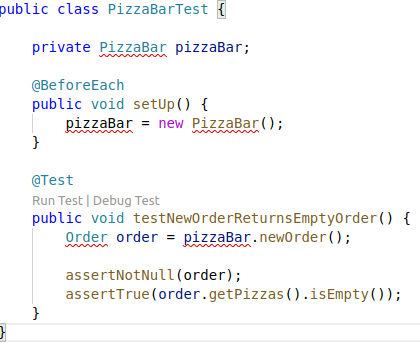 public class PizzaBarTest {
private PizzaBar pizzaBar;
@BeforeEach
public void setUp() {
pizzaBar = new PizzaBar();
}
@Test
Run Test | Debug Test
public void testNewOrderReturnsEmptyOrder() {
Order order = pizzaBar.newOrder();
assertNotNull(order);
assertTrue(order.getPizzas().isEmpty());
}
}